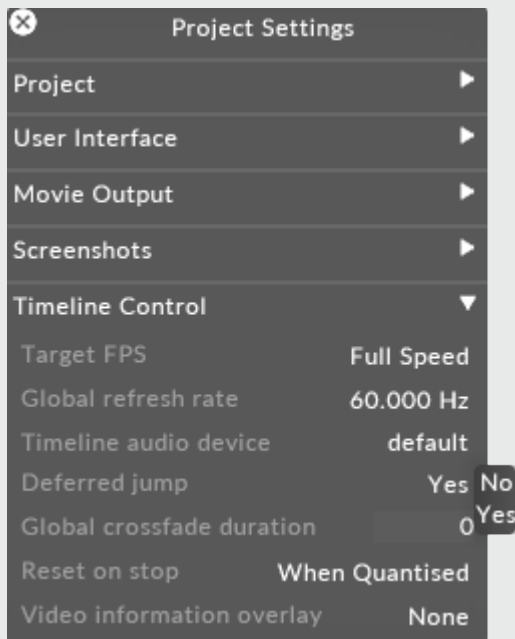 Project Settings
Project
User Interface
Movie Output
Screenshots
Timeline Control
Target FPS Full Speed
Global refresh rate 60.000 Hz
Timeline audio device default
Deferred jump Yes No
Yes
Global crossfade duration 0
Reset on stop When Quantised
Video information overlay None